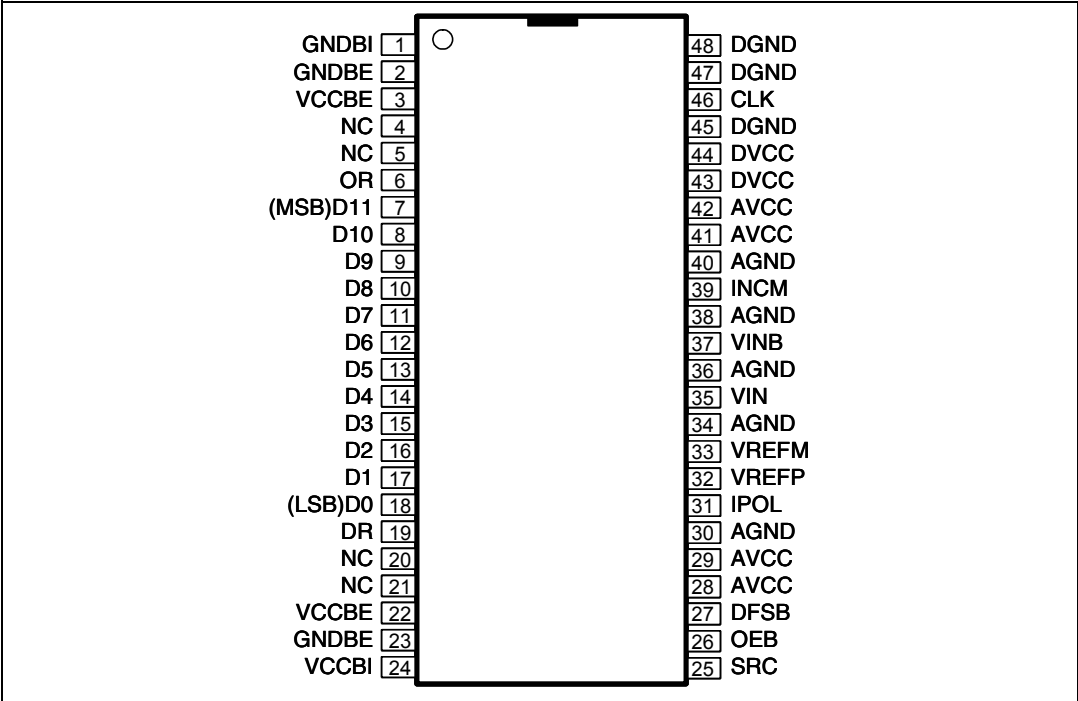 GNDBI 1 48 DGND
GNDBE 2 47 DGND
VCCBE 3 46 CLK
NC 4 45 DGND
NC 5 44 DVCC
OR 6 43 DVCC
(MSB)D11 7 42 AVCC
D10 8 41 AVCC
D9 9 40 AGND
D8 10 39 INCM
D7 11 38 AGND
D6 12 37 VINB
D5 13 36 AGND
D4 14 35 VIN
D3 15 34 AGND
D2 16 33 VREFM
D1 17 32 VREFP
(LSB)D0 18 31 IPOL
DR 19 30 AGND
NC 20 29 AVCC
NC 21 28 AVCC
VCCBE 22 27 DFSB
GNDBE 23 26 OEB
VCCBI 24 25 SRC